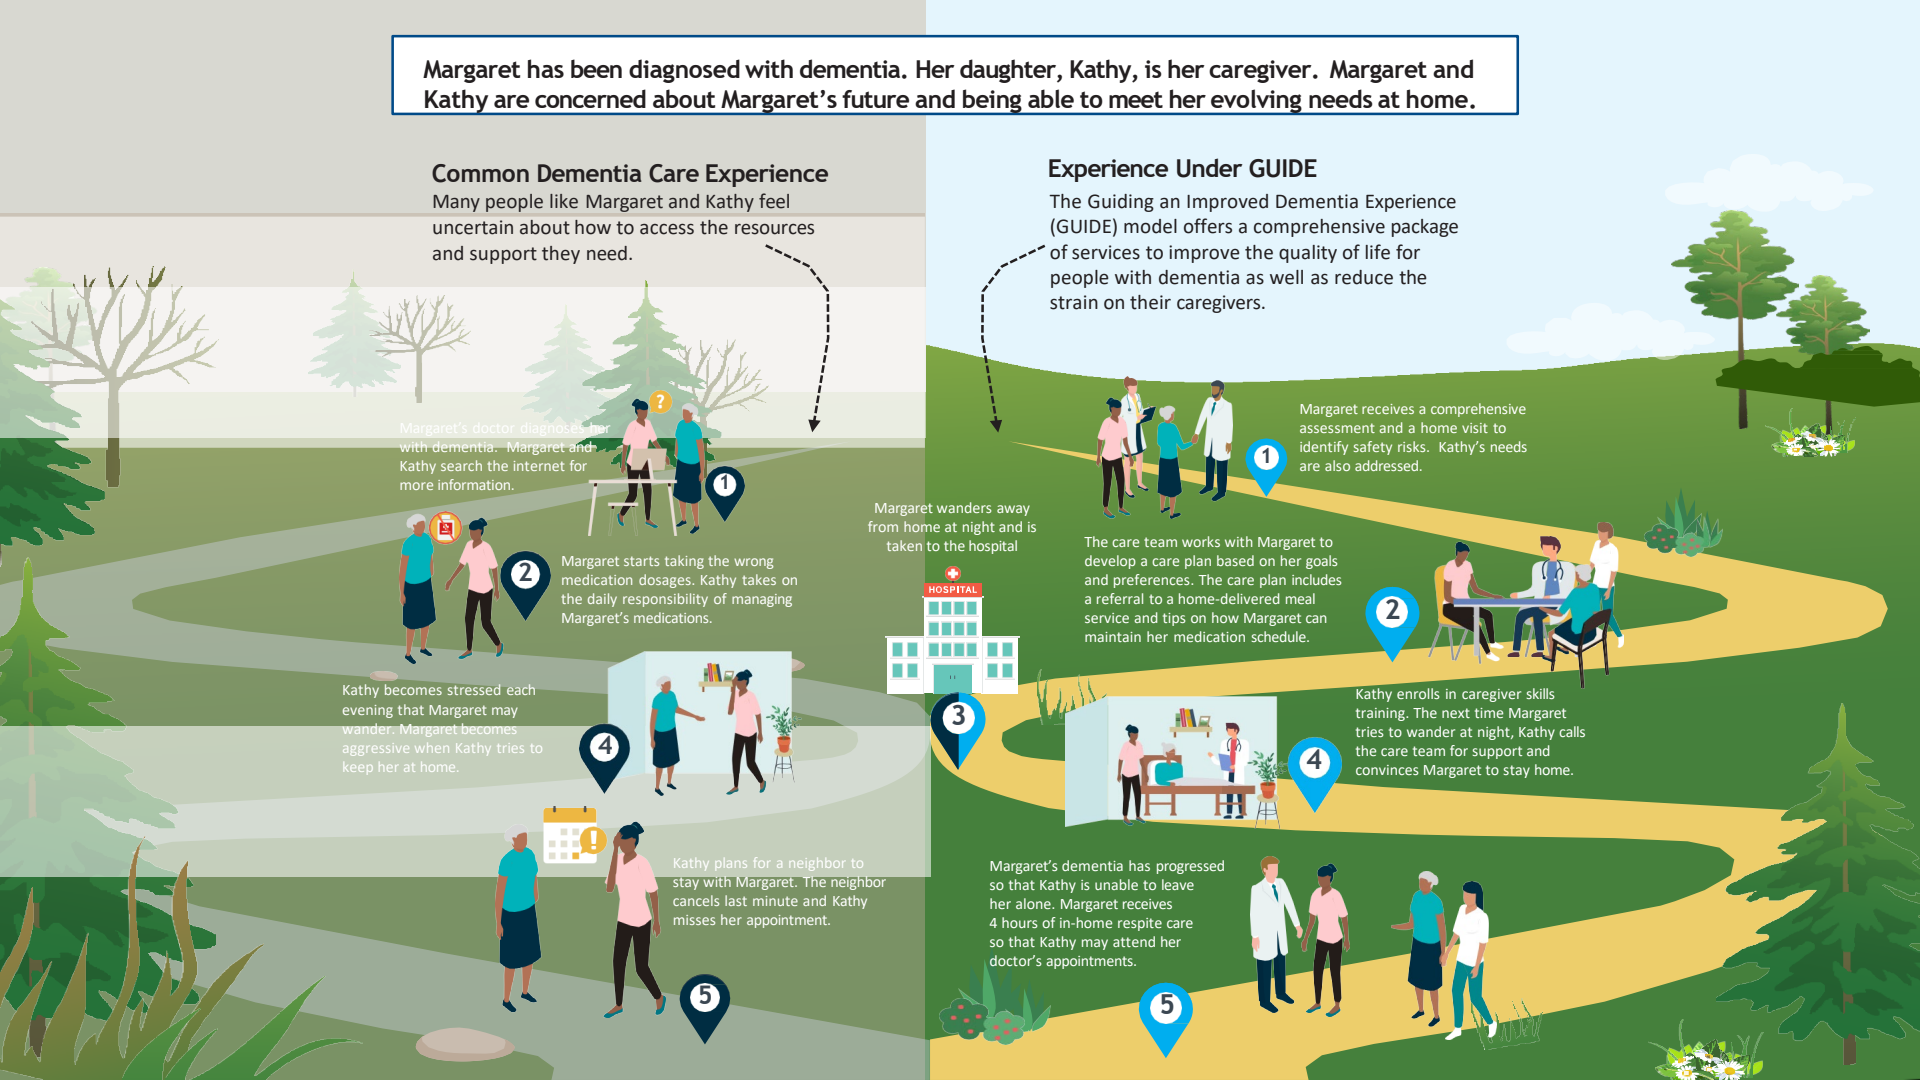 Margaret has been diagnosed with dementia. Her daughter, Kathy, is her caregiver. Margaret and
Kathy are concerned about Margaret's future and being able to meet her evolving needs at home.
Common Dementia Care Experience
Many people like Margaret and Kathy feel
uncertain about how to access the resources
and support they need.
Experience Under GUIDE
The Guiding an Improved Dementia Experience
(GUIDE) model offers a comprehensive package
of services to improve the quality of life for
people with dementia as well as reduce the
strain on their caregivers.
?
Margaret's doctor diagnoses her
with dementia. Margaret and
Kathy search the internet for
more information.
1
Margaret starts taking the wrong
medication dosages. Kathy takes on
the daily responsibility of managing
Margaret's medications.
2
Margaret wanders away
from home at night and is
taken to the hospital
HOSPITAL
3
Kathy becomes stressed each
evening that Margaret may
wander. Margaret becomes
aggressive when Kathy tries to
keep her at home.
4
!
Kathy plans for a neighbor to
stay with Margaret. The neighbor
cancels last minute and Kathy
misses her appointment.
5
Margaret receives a comprehensive
assessment and a home visit to
identify safety risks. Kathy's needs
are also addressed.
1
The care team works with Margaret to
develop a care plan based on her goals
and preferences. The care plan includes
a referral to a home-delivered meal
service and tips on how Margaret can
maintain her medication schedule.
2
Kathy enrolls in caregiver skills
training. The next time Margaret
tries to wander at night, Kathy calls
the care team for support and
convinces Margaret to stay home.
4
Margaret's dementia has progressed
so that Kathy is unable to leave
her alone. Margaret receives
4 hours of in-home respite care
so that Kathy may attend her
doctor's appointments.
5